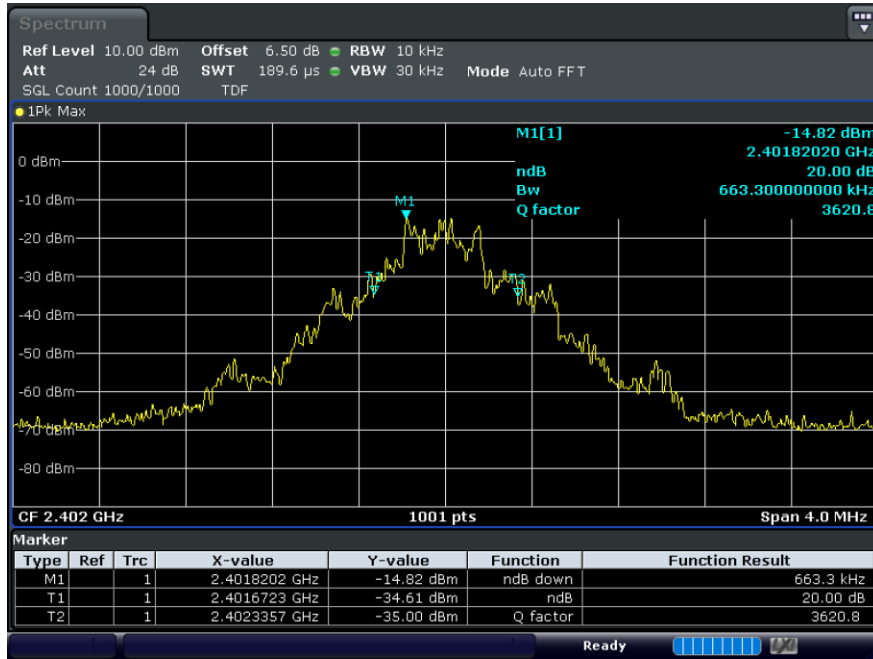 Spectrum
Ref Level 10.00 dBm Offset 6.50 dB RBW 10 kHz
Att 24 dB SWT 189.6 µs VBW 30 kHz Mode Auto FFT
SGL Count 1000/1000 TDF
1Pk Max
M1[1] -14.82 dBm
2.40182020 GHz
0 dBm
ndB 20.00 dB
Bw 663.300000000 kHz
-10 dBm
M1
Q factor 3620.8
-20 dBm
-30 dBm
T1
T2
-40 dBm
-50 dBm
-60 dBm
-70 dBm
-80 dBm
CF 2.402 GHz 1001 pts Span 4.0 MHz
Marker
Type Ref Trc X-value Y-value Function Function Result
M1 1 2.4018202 GHz -14.82 dBm ndB down 663.3 kHz
T1 1 2.4016723 GHz -34.61 dBm ndB 20.00 dB
T2 1 2.4023357 GHz -35.00 dBm Q factor 3620.8
Ready